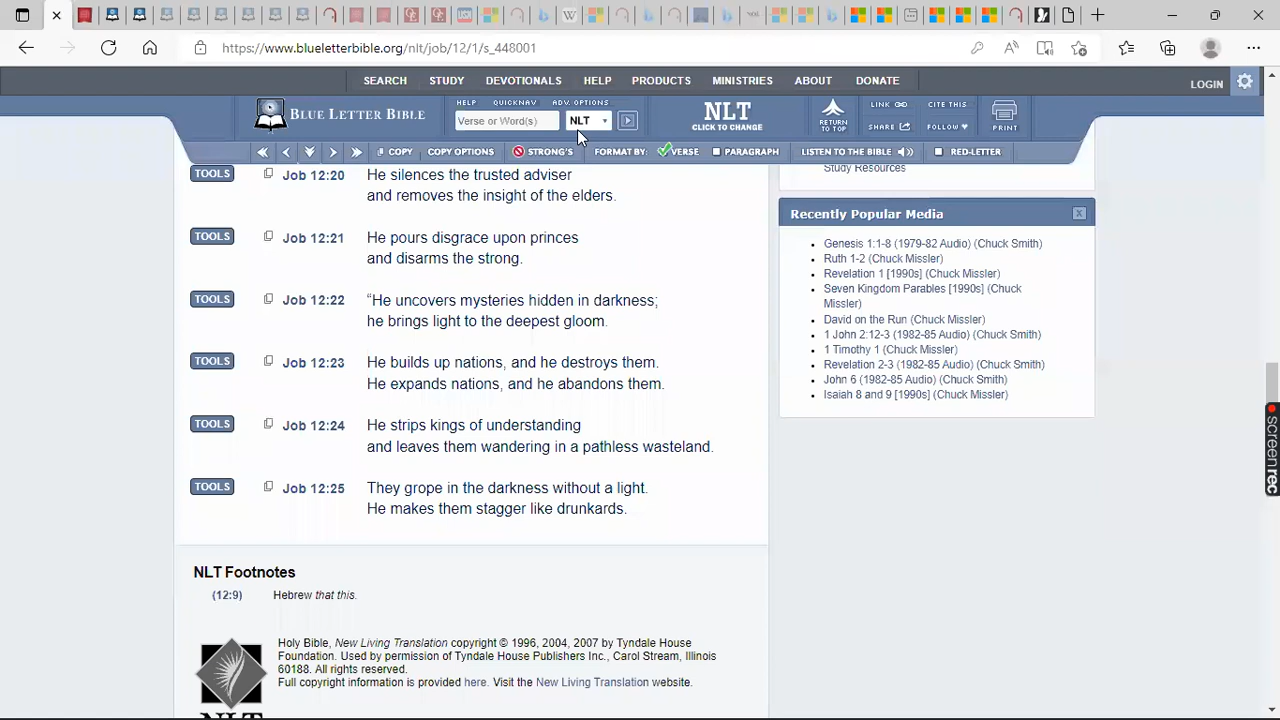 https://www.blueletterbible.org/nlt/job/12/1/s_448001
SEARCH STUDY DEVOTIONALS HELP PRODUCTS MINISTRIES ABOUT DONATE
LOGIN
BLUE LETTER BIBLE
HELP QUICKNAV ADV. OPTIONS
Verse or Word(s) NLT
NLT
CLICK TO CHANGE
RETURN
TO TOP
LINK CITE THIS
SHARE FOLLOW
PRINT
COPY COPY OPTIONS STRONG'S FORMAT BY: VERSE PARAGRAPH LISTEN TO THE BIBLE RED-LETTER
TOOLS Job 12:20 He silences the trusted adviser
and removes the insight of the elders.
TOOLS Job 12:21 He pours disgrace upon princes
and disarms the strong.
TOOLS Job 12:22 “He uncovers mysteries hidden in darkness;
he brings light to the deepest gloom.
TOOLS Job 12:23 He builds up nations, and he destroys them.
He expands nations, and he abandons them.
TOOLS Job 12:24 He strips kings of understanding
and leaves them wandering in a pathless wasteland.
TOOLS Job 12:25 They grope in the darkness without a light.
He makes them stagger like drunkards.
NLT Footnotes
(12:9) Hebrew that this.
Holy Bible, New Living Translation copyright © 1996, 2004, 2007 by Tyndale House
Foundation. Used by permission of Tyndale House Publishers Inc., Carol Stream, Illinois
60188. All rights reserved.
Full copyright information is provided here. Visit the New Living Translation website.
NLT
Study Resources
Recently Popular Media
Genesis 1:1-8 (1979-82 Audio) (Chuck Smith)
Ruth 1-2 (Chuck Missler)
Revelation 1 [1990s] (Chuck Missler)
Seven Kingdom Parables [1990s] (Chuck
Missler)
David on the Run (Chuck Missler)
1 John 2:12-3 (1982-85 Audio) (Chuck Smith)
1 Timothy 1 (Chuck Missler)
Revelation 2-3 (1982-85 Audio) (Chuck Smith)
John 6 (1982-85 Audio) (Chuck Smith)
Isaiah 8 and 9 [1990s] (Chuck Missler)
screenrec